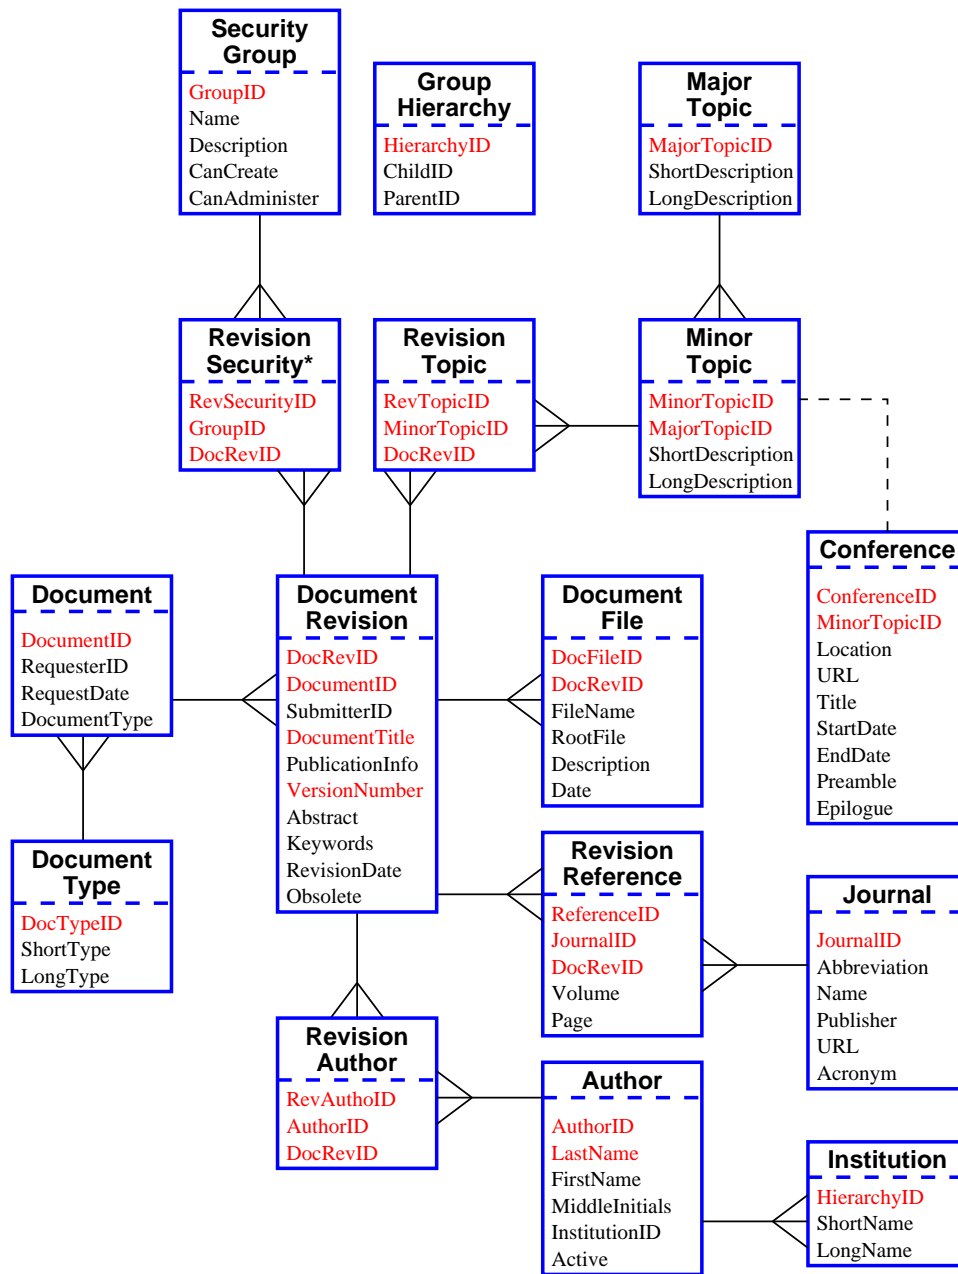 Security
Group
GroupID
Name
Description
CanCreate
CanAdminister
Group
Hierarchy
HierarchyID
ChildID
ParentID
Major
Topic
MajorTopicID
ShortDescription
LongDescription
Revision
Security*
RevSecurityID
GroupID
DocRevID
Revision
Topic
RevTopicID
MinorTopicID
DocRevID
Minor
Topic
MinorTopicID
MajorTopicID
ShortDescription
LongDescription
Conference
ConferenceID
MinorTopicID
Location
URL
Title
StartDate
EndDate
Preamble
Epilogue
Document
DocumentID
RequesterID
RequestDate
DocumentType
Document
Revision
DocRevID
DocumentID
SubmitterID
DocumentTitle
PublicationInfo
VersionNumber
Abstract
Keywords
RevisionDate
Obsolete
Document
File
DocFileID
DocRevID
FileName
RootFile
Description
Date
Document
Type
DocTypeID
ShortType
LongType
Revision
Reference
ReferenceID
JournalID
DocRevID
Volume
Page
Journal
JournalID
Abbreviation
Name
Publisher
URL
Acronym
Revision
Author
RevAuthoID
AuthorID
DocRevID
Author
AuthorID
LastName
FirstName
MiddleInitials
InstitutionID
Active
Institution
HierarchyID
ShortName
LongName